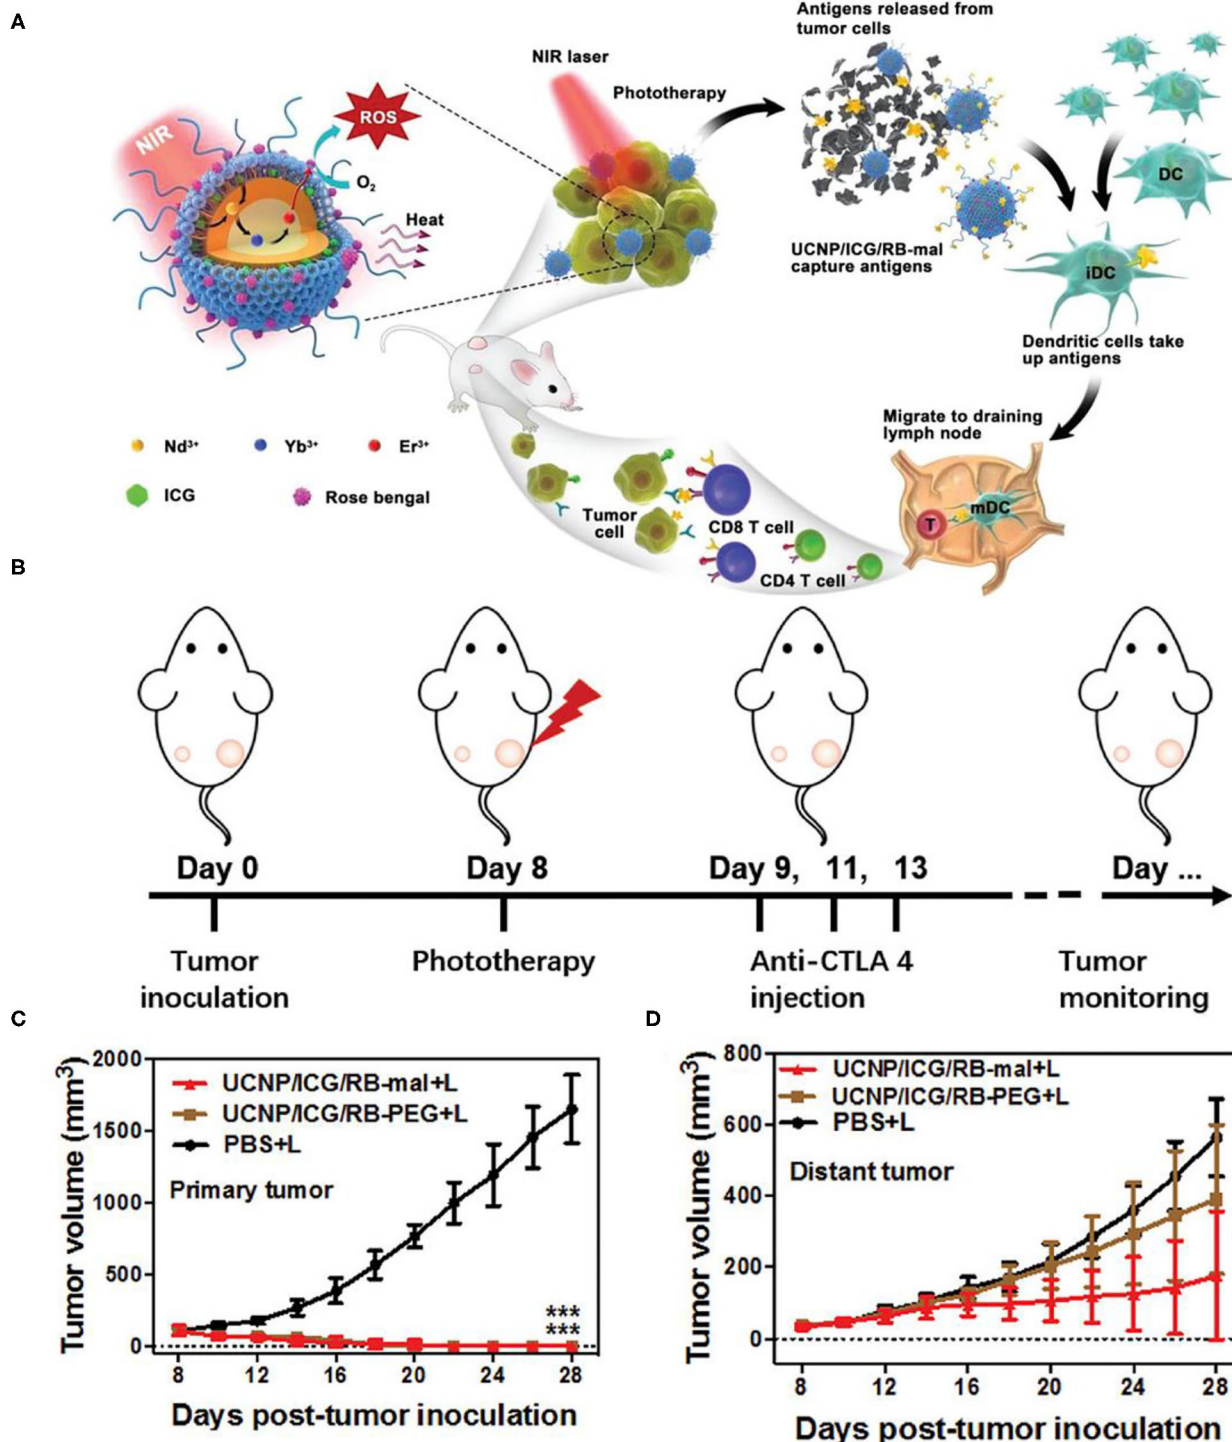 A
Antigens released from
tumor cells
NIR laser
Phototherapy
NIR
ROS
O2
Heat
DC
UCNP/ICG/RB-mal
capture antigens
iDC
Dendritic cells take
up antigens
Migrate to draining
lymph node
Nd3+
Yb3+
Er3+
ICG
Rose bengal
Tumor
cell
CD8 T cell
CD4 T cell
T
mDC
B
Day 0
Day 8
Day 9, 11, 13
Day ...
Tumor
inoculation
Phototherapy
Anti-CTLA 4
injection
Tumor
monitoring
C
Tumor volume (mm3)
2000
1500
1000
500
0
UCNP/ICG/RB-mal+L
UCNP/ICG/RB-PEG+L
PBS+L
Primary tumor
***
***
8 12 16 20 24 28
Days post-tumor inoculation
D
Tumor volume (mm3)
800
600
400
200
0
UCNP/ICG/RB-mal+L
UCNP/ICG/RB-PEG+L
PBS+L
Distant tumor
8 12 16 20 24 28
Days post-tumor inoculation